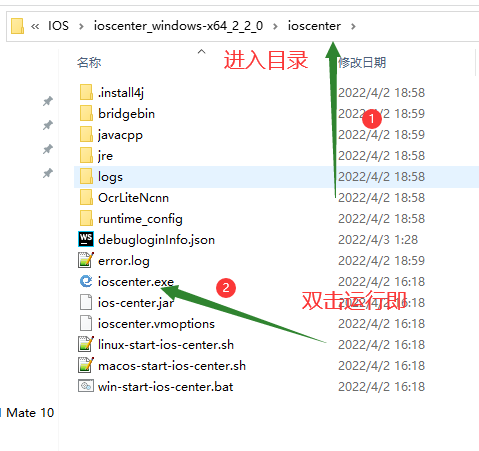 « IOS > ioscenter_windows-x64_2_2_0 > ioscenter >
名称 进入目录 修改日期
.install4j 2022/4/2 18:58
bridgebin 2022/4/2 18:59
1
javacpp 2022/4/2 18:59
jre 2022/4/2 18:58
logs 2022/4/2 18:58
OcrLiteNcnn 2022/4/2 18:58
runtime_config 2022/4/2 18:58
WS debugloginInfo.json 2022/4/3 1:28
error.log 2022/4/2 18:59
ioscenter.exe 2 2022/4/2 16:18
ios-center.jar 双击运行即 2022/4/2 16:18
ioscenter.vmoptions 2022/4/2 16:18
linux-start-ios-center.sh 2022/4/2 16:18
macos-start-ios-center.sh 2022/4/2 16:18
win-start-ios-center.bat 2022/4/2 16:18
Mate 10